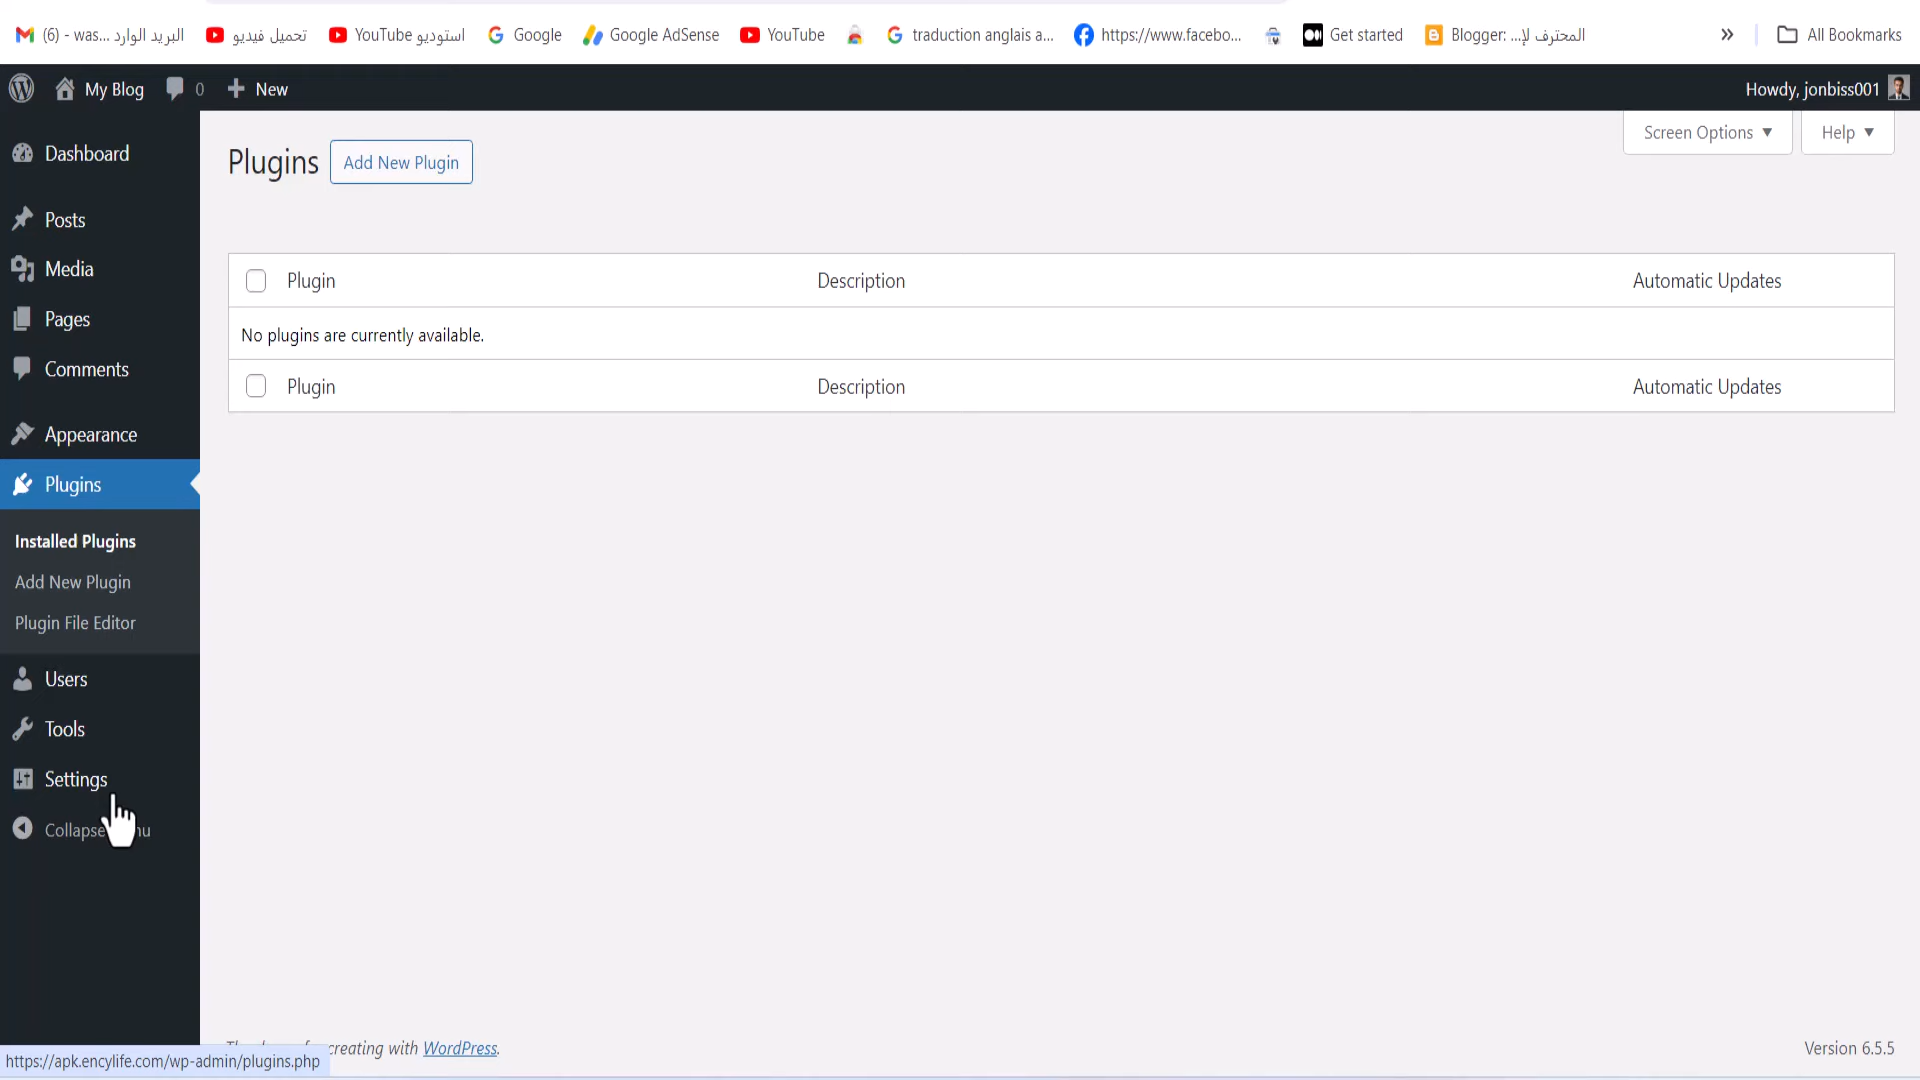 (6) - was... البريد الوارد
تحميل فيديو
YouTube استوديو
Google
Google AdSense
YouTube
traduction anglais a...
https://www.facebo...
Get started
Blogger: ...المحترف لإ
»
All Bookmarks
My Blog
0
New
Howdy, jonbiss001
Dashboard
Posts
Media
Pages
Comments
Appearance
Plugins
Installed Plugins
Add New Plugin
Plugin File Editor
Users
Tools
Settings
Collapse
Screen Options ▼
Help ▼
Plugins
Add New Plugin
Plugin
Description
Automatic Updates
No plugins are currently available.
Plugin
Description
Automatic Updates
creating with WordPress.
Version 6.5.5
https://apk.encylife.com/wp-admin/plugins.php